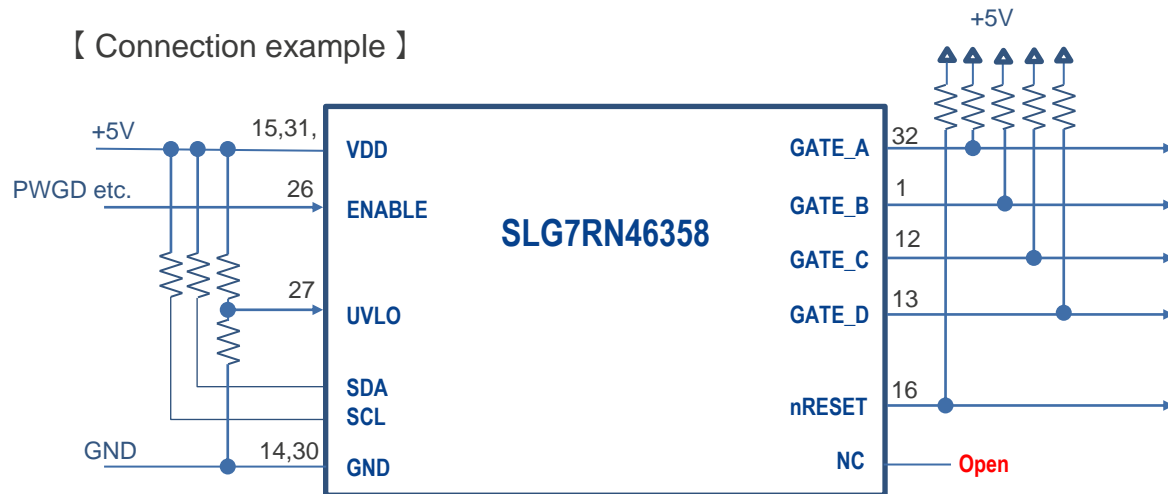 【 Connection example 】
+5V
+5V
15,31,
VDD
GATE_A
32
PWGD etc.
26
ENABLE
GATE_B
1
SLG7RN46358
GATE_C
12
27
UVLO
GATE_D
13
SDA
SCL
nRESET
16
GND
14,30
GND
NC
Open